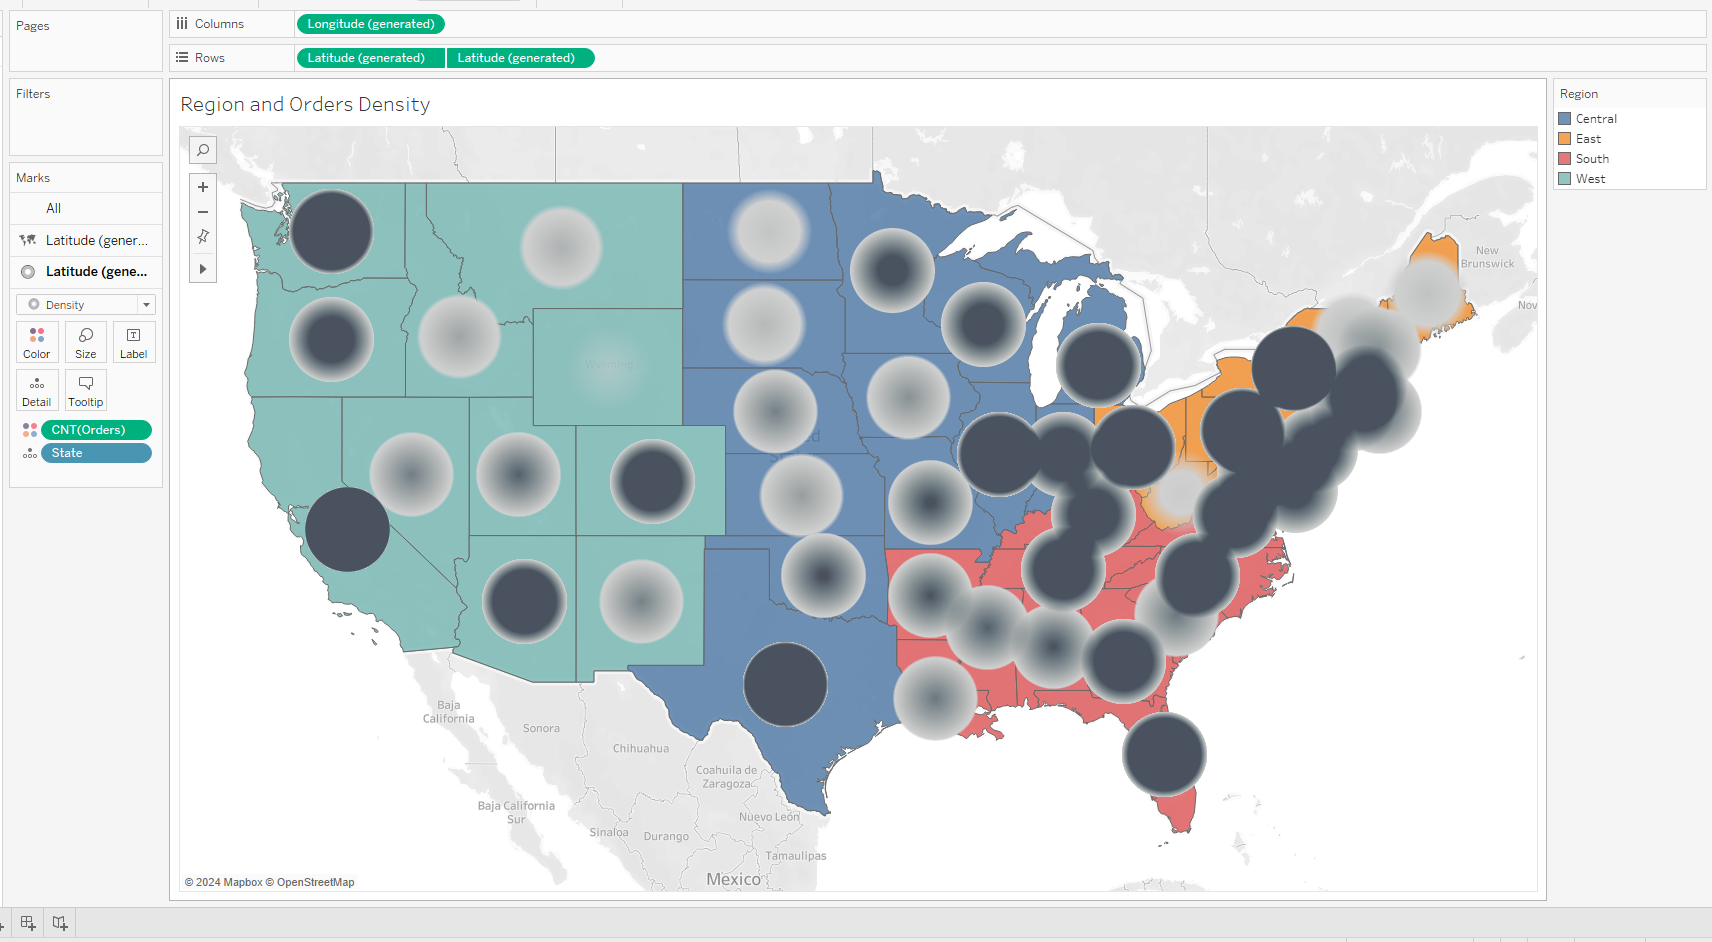 Pages
Columns
Longitude (generated)
Rows
Latitude (generated)
Latitude (generated)
Filters
Marks
All
Latitude (gener...
Latitude (gene...
Density
Color
Size
Label
Detail
Tooltip
CNT(Orders)
State
Region and Orders Density
Wyoming
New
Brunswick
Nov
Baja
California
Sonora
Chihuahua
Coahuila de
Zaragoza
Baja California
Sur
Nuevo León
Sinaloa
Durango
Tamaulipas
Mexico
© 2024 Mapbox © OpenStreetMap
Region
Central
East
South
West